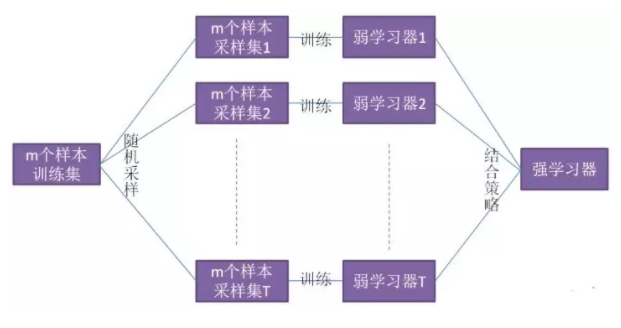 m个样本
采样集1
训练
弱学习器1
m个样本
采样集2
训练
弱学习器2
m个样本
训练集
随机采样
结合策略
强学习器
m个样本
采样集T
训练
弱学习器T